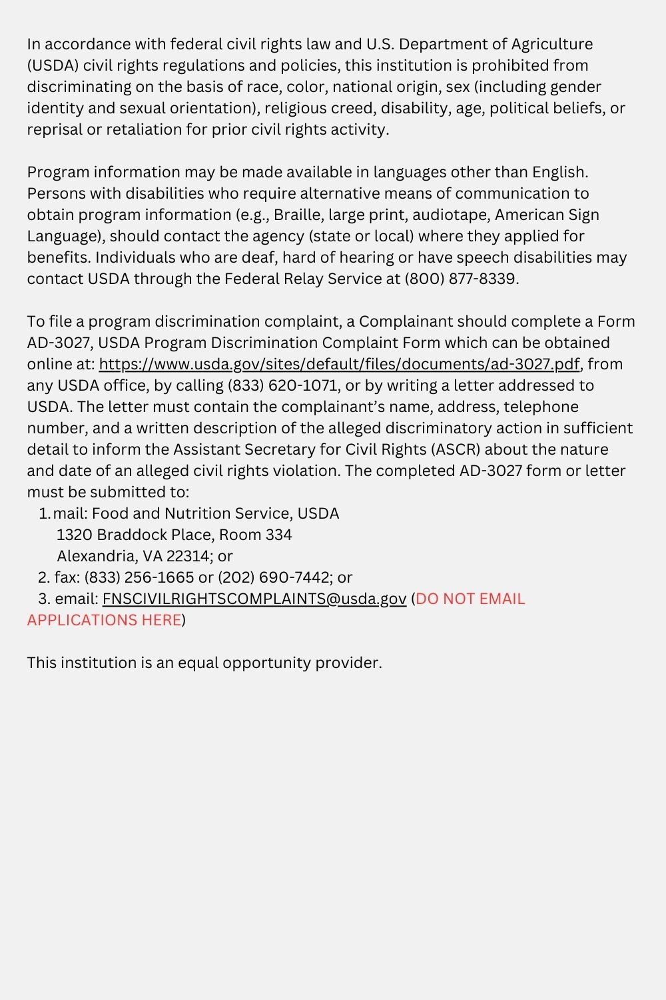 In accordance with federal civil rights law and U.S. Department of Agriculture
(USDA) civil rights regulations and policies, this institution is prohibited from
discriminating on the basis of race, color, national origin, sex (including gender
identity and sexual orientation), religious creed, disability, age, political beliefs, or
reprisal or retaliation for prior civil rights activity.
Program information may be made available in languages other than English.
Persons with disabilities who require alternative means of communication to
obtain program information (e.g., Braille, large print, audiotape, American Sign
Language), should contact the agency (state or local) where they applied for
benefits. Individuals who are deaf, hard of hearing or have speech disabilities may
contact USDA through the Federal Relay Service at (800) 877-8339.
To file a program discrimination complaint, a Complainant should complete a Form
AD-3027, USDA Program Discrimination Complaint Form which can be obtained
online at: https://www.usda.gov/sites/default/files/documents/ad-3027.pdf, from
any USDA office, by calling (833) 620-1071, or by writing a letter addressed to
USDA. The letter must contain the complainant’s name, address, telephone
number, and a written description of the alleged discriminatory action in sufficient
detail to inform the Assistant Secretary for Civil Rights (ASCR) about the nature
and date of an alleged civil rights violation. The completed AD-3027 form or letter
must be submitted to:
1. mail: Food and Nutrition Service, USDA
1320 Braddock Place, Room 334
Alexandria, VA 22314; or
2. fax: (833) 256-1665 or (202) 690-7442; or
3. email: FNSCIVILRIGHTSCOMPLAINTS@usda.gov (DO NOT EMAIL
APPLICATIONS HERE)
This institution is an equal opportunity provider.